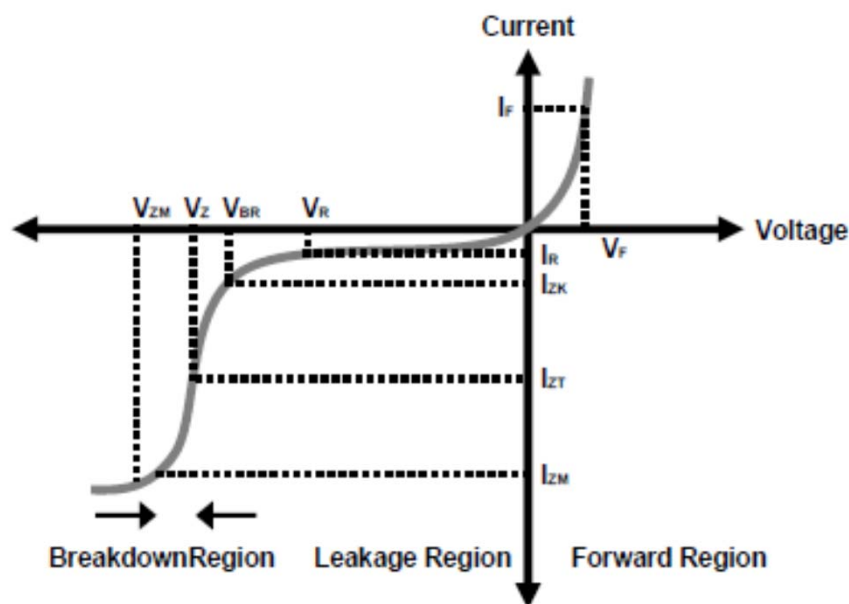 Current
IF
VZM VZ VBR VR
Voltage
VF
IR
IZK
IZT
IZM
BreakdownRegion Leakage Region Forward Region